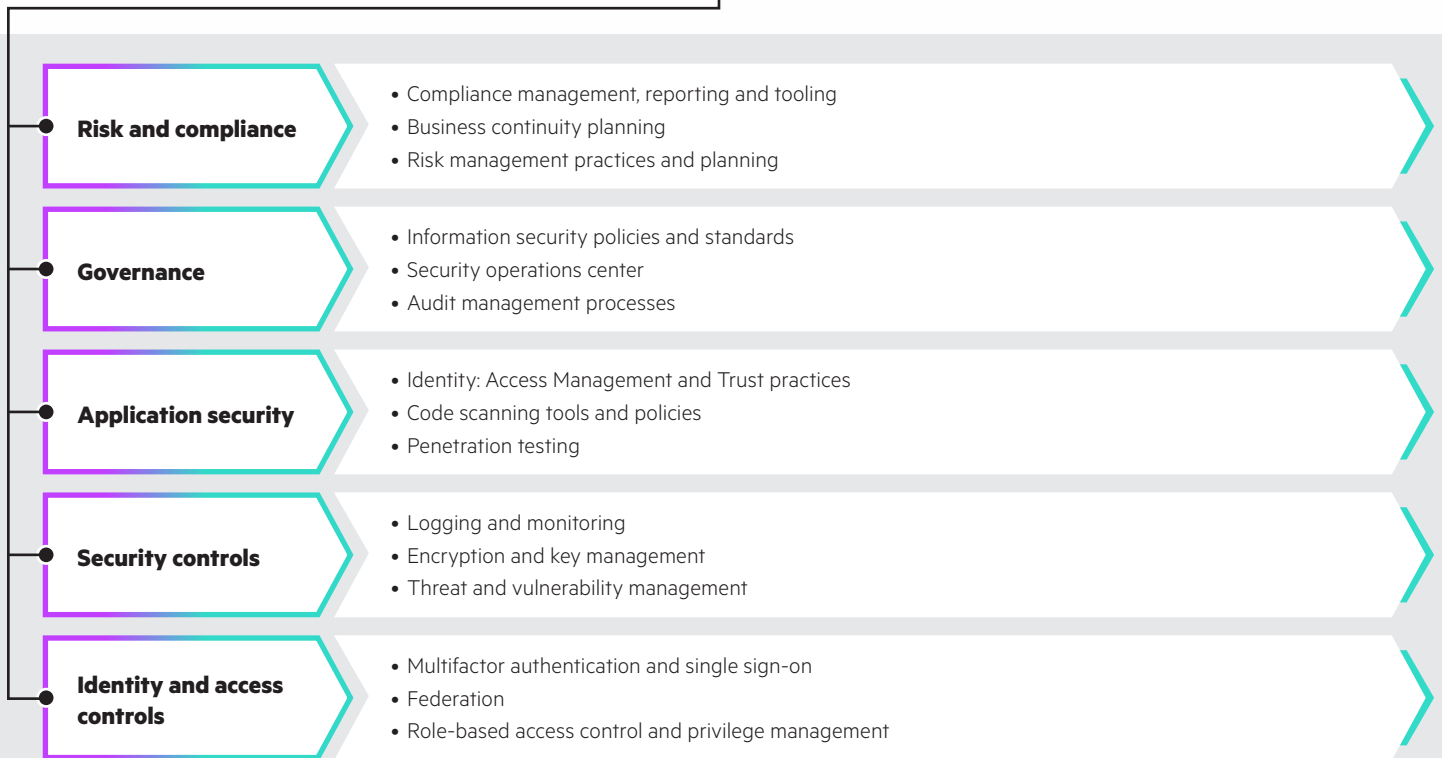 Risk and compliance
• Compliance management, reporting and tooling
• Business continuity planning
• Risk management practices and planning
Governance
• Information security policies and standards
• Security operations center
• Audit management processes
Application security
• Identity: Access Management and Trust practices
• Code scanning tools and policies
• Penetration testing
Security controls
• Logging and monitoring
• Encryption and key management
• Threat and vulnerability management
Identity and access
controls
• Multifactor authentication and single sign-on
• Federation
• Role-based access control and privilege management